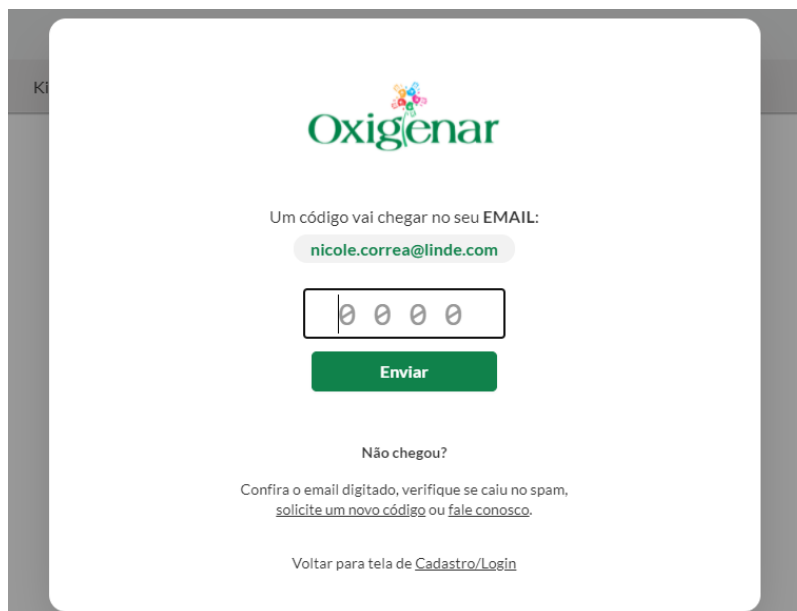 Ki
Oxigenar
Um código vai chegar no seu EMAIL:
nicole.correa@linde.com
0 0 0 0
Enviar
Não chegou?
Confira o email digitado, verifique se caiu no spam,
solicite um novo código ou fale conosco.
Voltar para tela de Cadastro/Login